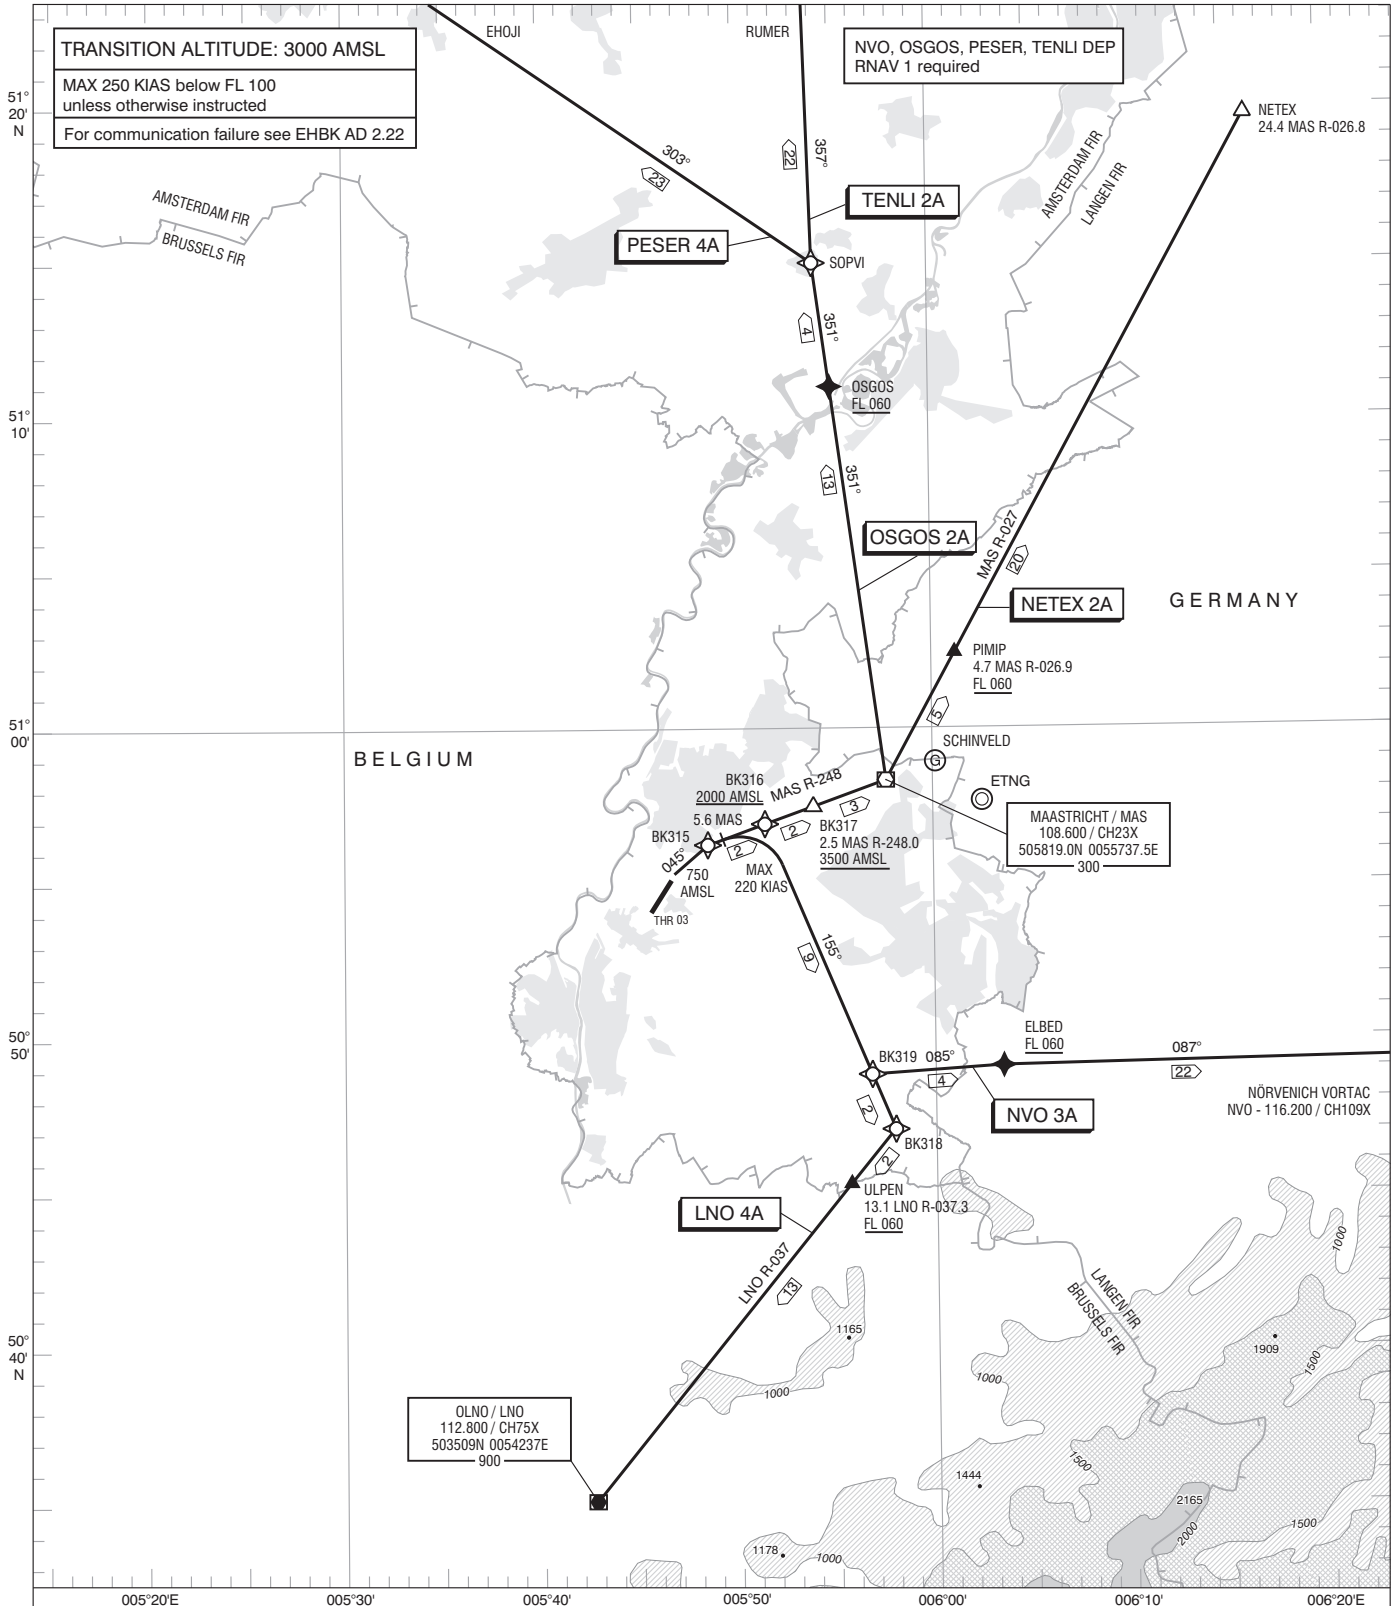 EHOJI
RUMER
TRANSITION ALTITUDE: 3000 AMSL
MAX 250 KIAS below FL 100
unless otherwise instructed
For communication failure see EHBK AD 2.22
NVO, OSGOS, PESER, TENLI DEP
RNAV 1 required
51°
20'
N
NETEX
24.4 MAS R-026.8
303°
23
22
357°
AMSTERDAM FIR
LANGEN FIR
AMSTERDAM FIR
BRUSSELS FIR
TENLI 2A
PESER 4A
SOPVI
4
351°
OSGOS
FL 060
51°
10'
13
351°
OSGOS 2A
MAS R-027
20
NETEX 2A
GERMANY
PIMIP
4.7 MAS R-026.9
FL 060
5
51°
00'
BELGIUM
SCHINVELD
G
ETNG
BK316
2000 AMSL
MAS R-248
3
5.6 MAS
2
BK317
2.5 MAS R-248.0
3500 AMSL
MAASTRICHT / MAS
108.600 / CH23X
505819.0N 0055737.5E
300
BK315
2
045°
750
AMSL
MAX
220 KIAS
THR 03
155°
9
50°
50'
ELBED
FL 060
BK319
085°
4
087°
22
NÖRVENICH VORTAC
NVO - 116.200 / CH109X
NVO 3A
2
BK318
2
ULPEN
13.1 LNO R-037.3
FL 060
LNO 4A
LNO R-037
13
LANGEN FIR
BRUSSELS FIR
1000
1165
1000
1909
1500
1000
50°
40'
N
OLNO / LNO
112.800 / CH75X
503509N 0054237E
900
1500
1444
2165
2000
1500
1178
1000
005°20'E
005°30'E
005°40'E
005°50'E
006°00'E
006°10'E
006°20'E